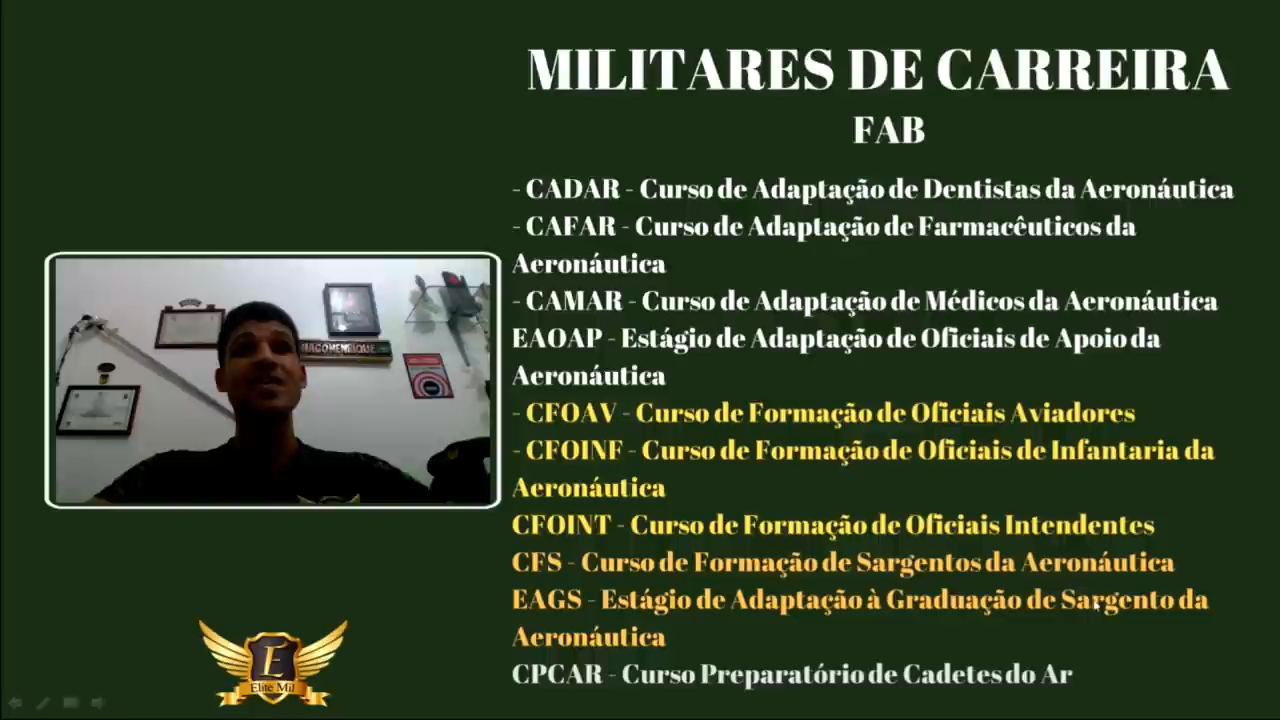 MILITARES DE CARREIRA
FAB
- CADAR - Curso de Adaptação de Dentistas da Aeronáutica
- CAFAR - Curso de Adaptação de Farmacêuticos da
Aeronáutica
- CAMAR - Curso de Adaptação de Médicos da Aeronáutica
EAOAP - Estágio de Adaptação de Oficiais de Apoio da
Aeronáutica
- CFOAV - Curso de Formação de Oficiais Aviadores
- CFOINF - Curso de Formação de Oficiais de Infantaria da
Aeronáutica
CFOINT - Curso de Formação de Oficiais Intendentes
CFS - Curso de Formação de Sargentos da Aeronáutica
EAGS - Estágio de Adaptação à Graduação de Sargento da
Aeronáutica
CPCAR - Curso Preparatório de Cadetes do Ar
E
Elite Mil